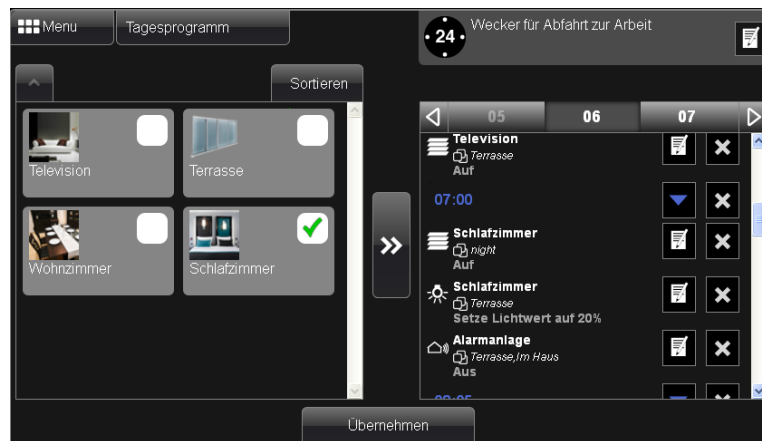 Menu
Tagesprogramm
24
Wecker für Abfahrt zur Arbeit
Sortieren
Television
Terrasse
Wohnzimmer
Schlafzimmer
05 06 07
Television
Terrasse
Auf
07:00
Schlafzimmer
night
Auf
Schlafzimmer
Terrasse
Setze Lichtwert auf 20%
Alarmanlage
Terrasse,Im Haus
Aus
Übernehmen